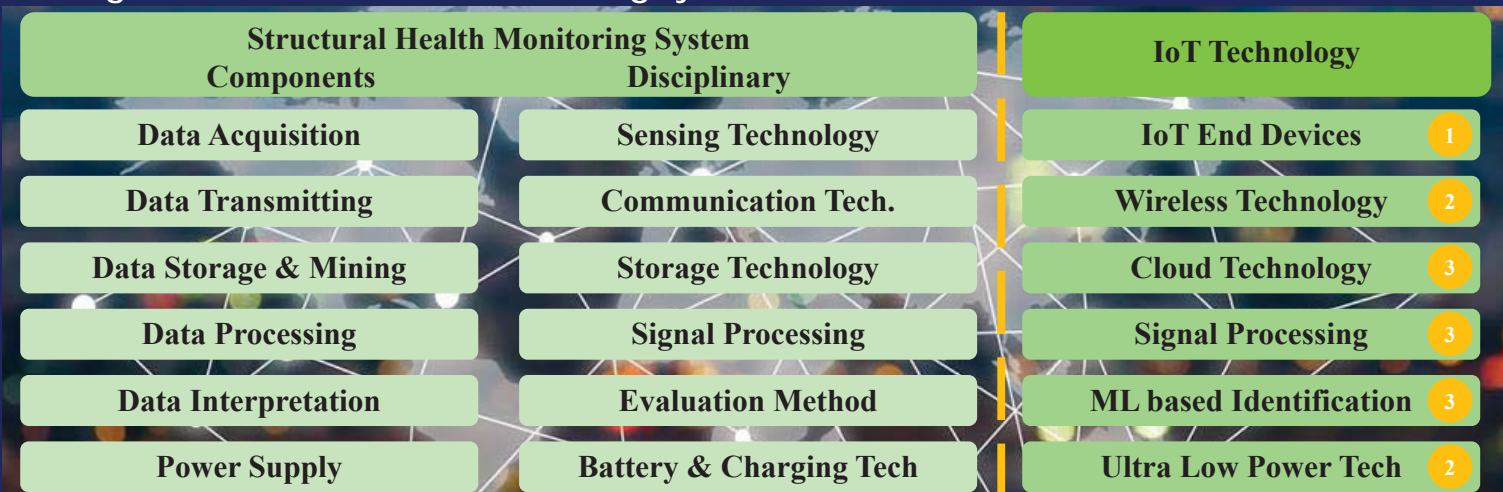 Structural Health Monitoring System
Components Disciplinary
IoT Technology
Data Acquisition Sensing Technology IoT End Devices 1
Data Transmitting Communication Tech. Wireless Technology 2
Data Storage & Mining Storage Technology Cloud Technology 3
Data Processing Signal Processing Signal Processing 3
Data Interpretation Evaluation Method ML based Identification 3
Power Supply Battery & Charging Tech Ultra Low Power Tech 2